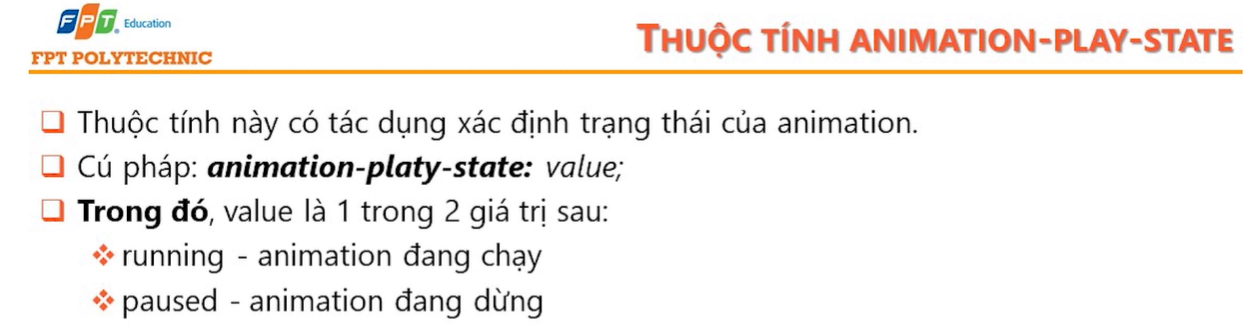 FPT. Education
FPT POLYTECHNIC
THUỘC TÍNH ANIMATION-PLAY-STATE
Thuộc tính này có tác dụng xác định trạng thái của animation.
Cú pháp: animation-platy-state: value;
Trong đó, value là 1 trong 2 giá trị sau:
running - animation đang chạy
paused - animation đang dừng